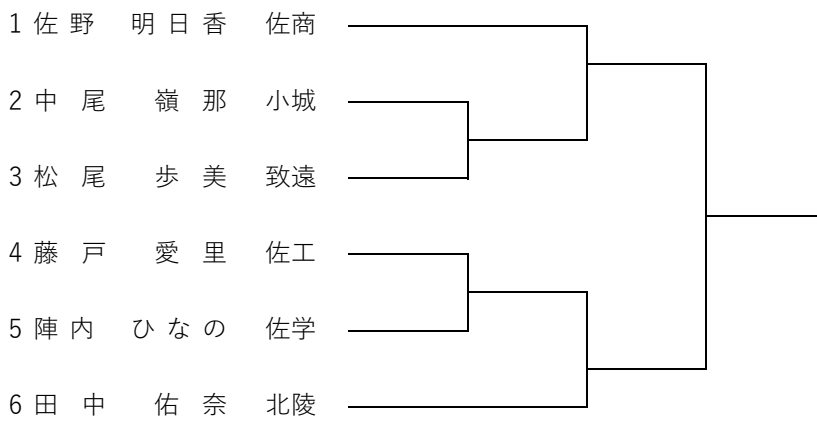 1 佐野 明日香 佐商
2 中尾 嶺那 小城
3 松尾 歩美 致遠
4 藤戸 愛里 佐工
5 陣内 ひなの 佐学
6 田中 佑奈 北陵